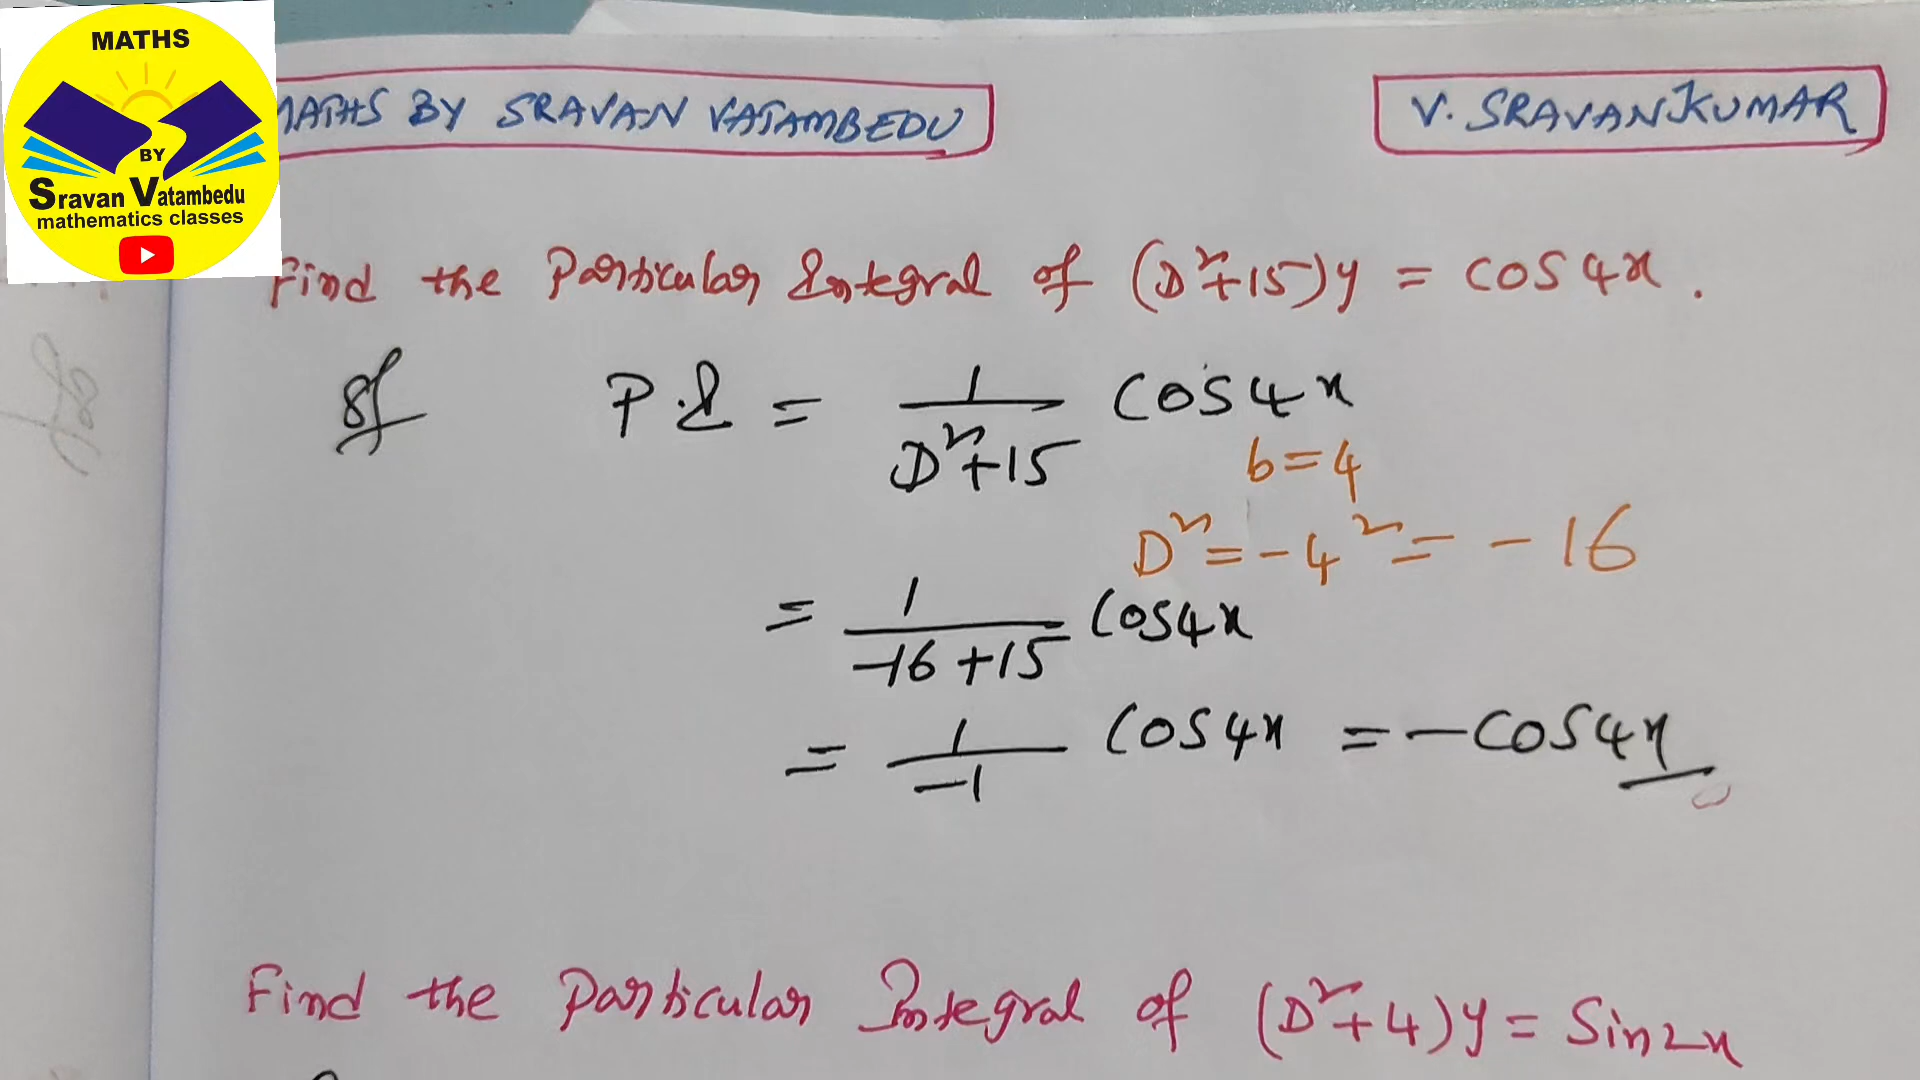 MATHS
BY
Sravan Vatambedu
mathematics classes
MATHS BY SRAVAN VATAMBEDU
V. SRAVAN KUMAR
Find the Particular Integral of (D²+15)y = cos4x.
Sol
P.I = 1/(D²+15) cos4x
b=4
D² = -4² = -16
= 1/(-16+15) cos4x
= 1/-1 cos4x = -cos4x
Find the Particular Integral of (D²+4)y = Sin2x